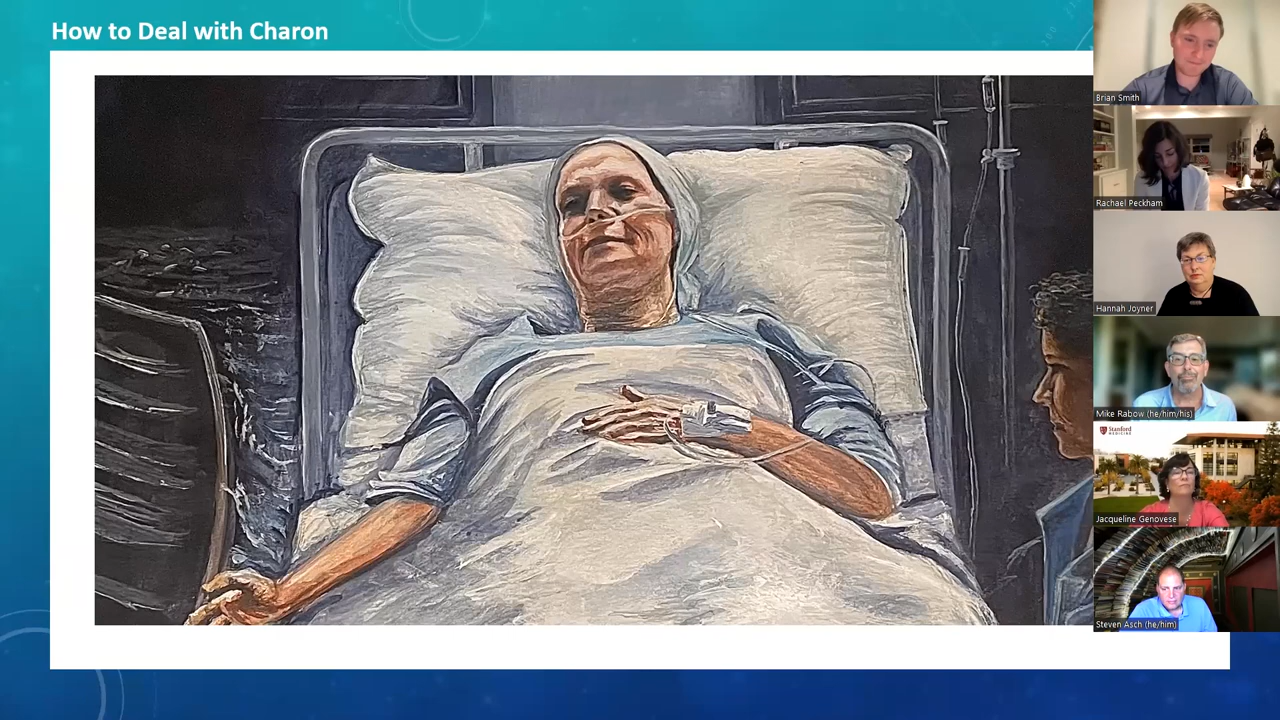 How to Deal with Charon
Brian Smith
Rachael Peckham
Hannah Joyner
Mike Rabow (he/him/his)
Stanford
MEDICINE
Jacqueline Genovese
Steven Asch (he/him)